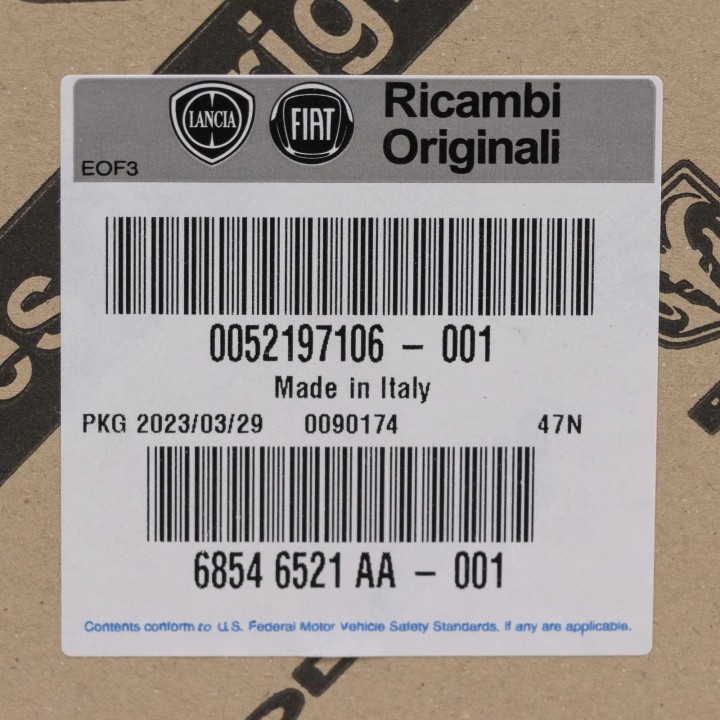 LANCIA
FIAT
Ricambi
Originali
EOF3
0052197106 - 001
Made in Italy
PKG 2023/03/29 0090174 47N
6854 6521 AA - 001
Contents conform to U.S. Federal Motor Vehicle Safety Standards, if any are applicable.